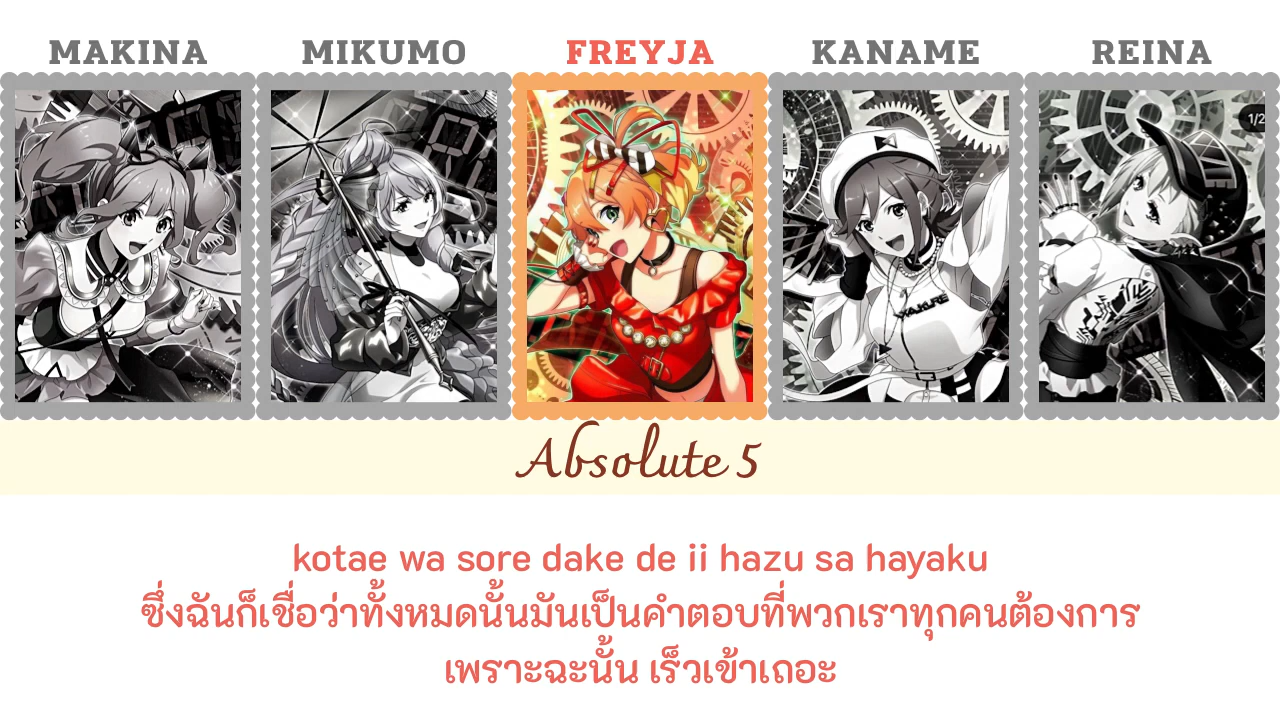 MAKINA
MIKUMO
FREYJA
KANAME
REINA
1/2
WALKÜRE
Absolute 5
kotae wa sore dake de ii hazu sa hayaku
ซึ่งฉันก็เชื่อว่าทั้งหมดนั้นมันเป็นคำตอบที่พวกเราทุกคนต้องการ
เพราะฉะนั้น เร็วเข้าเถอะ